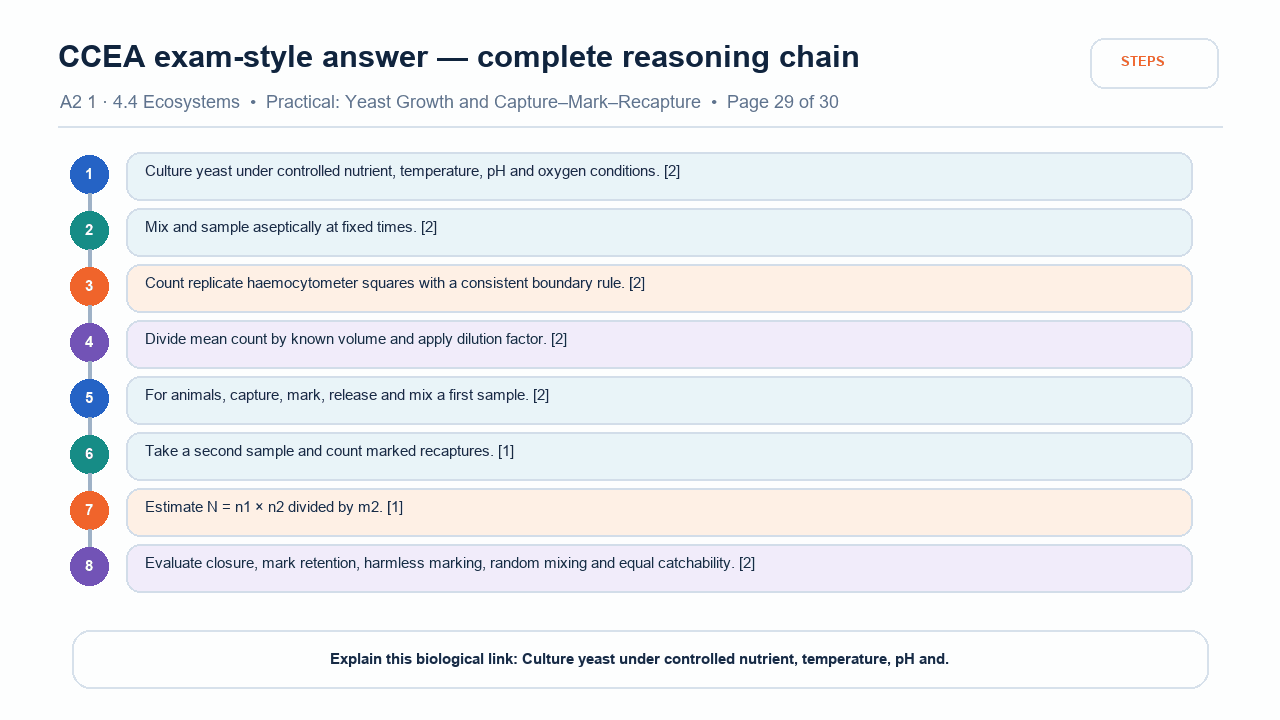 CCEA exam-style answer — complete reasoning chain
STEPS
A2 1 · 4.4 Ecosystems • Practical: Yeast Growth and Capture–Mark–Recapture • Page 29 of 30
1 Culture yeast under controlled nutrient, temperature, pH and oxygen conditions. [2]
2 Mix and sample aseptically at fixed times. [2]
3 Count replicate haemocytometer squares with a consistent boundary rule. [2]
4 Divide mean count by known volume and apply dilution factor. [2]
5 For animals, capture, mark, release and mix a first sample. [2]
6 Take a second sample and count marked recaptures. [1]
7 Estimate N = n1 × n2 divided by m2. [1]
8 Evaluate closure, mark retention, harmless marking, random mixing and equal catchability. [2]
Explain this biological link: Culture yeast under controlled nutrient, temperature, pH and.